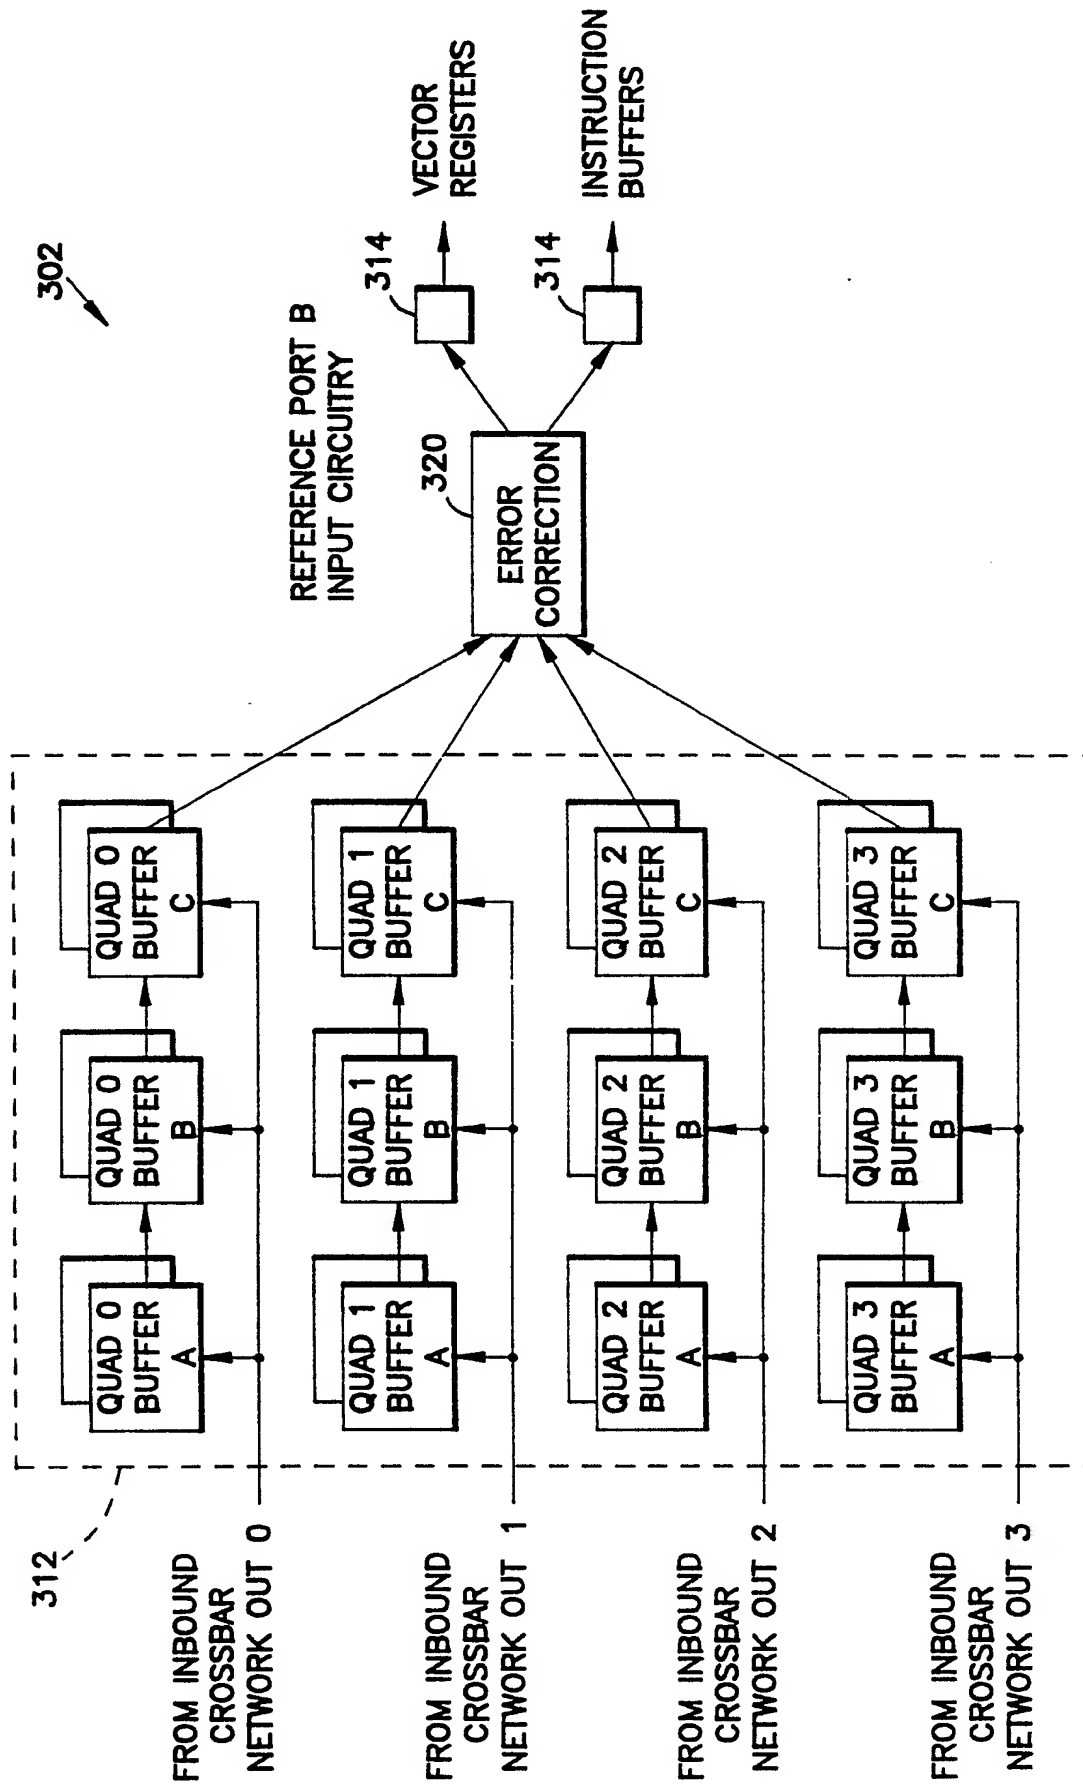 302
REFERENCE PORT B
INPUT CIRCUITRY
312
FROM INBOUND
CROSSBAR
NETWORK OUT 0
QUAD 0
BUFFER
A
QUAD 0
BUFFER
B
QUAD 0
BUFFER
C
FROM INBOUND
CROSSBAR
NETWORK OUT 1
QUAD 1
BUFFER
A
QUAD 1
BUFFER
B
QUAD 1
BUFFER
C
FROM INBOUND
CROSSBAR
NETWORK OUT 2
QUAD 2
BUFFER
A
QUAD 2
BUFFER
B
QUAD 2
BUFFER
C
FROM INBOUND
CROSSBAR
NETWORK OUT 3
QUAD 3
BUFFER
A
QUAD 3
BUFFER
B
QUAD 3
BUFFER
C
320
ERROR
CORRECTION
314
VECTOR
REGISTERS
314
INSTRUCTION
BUFFERS